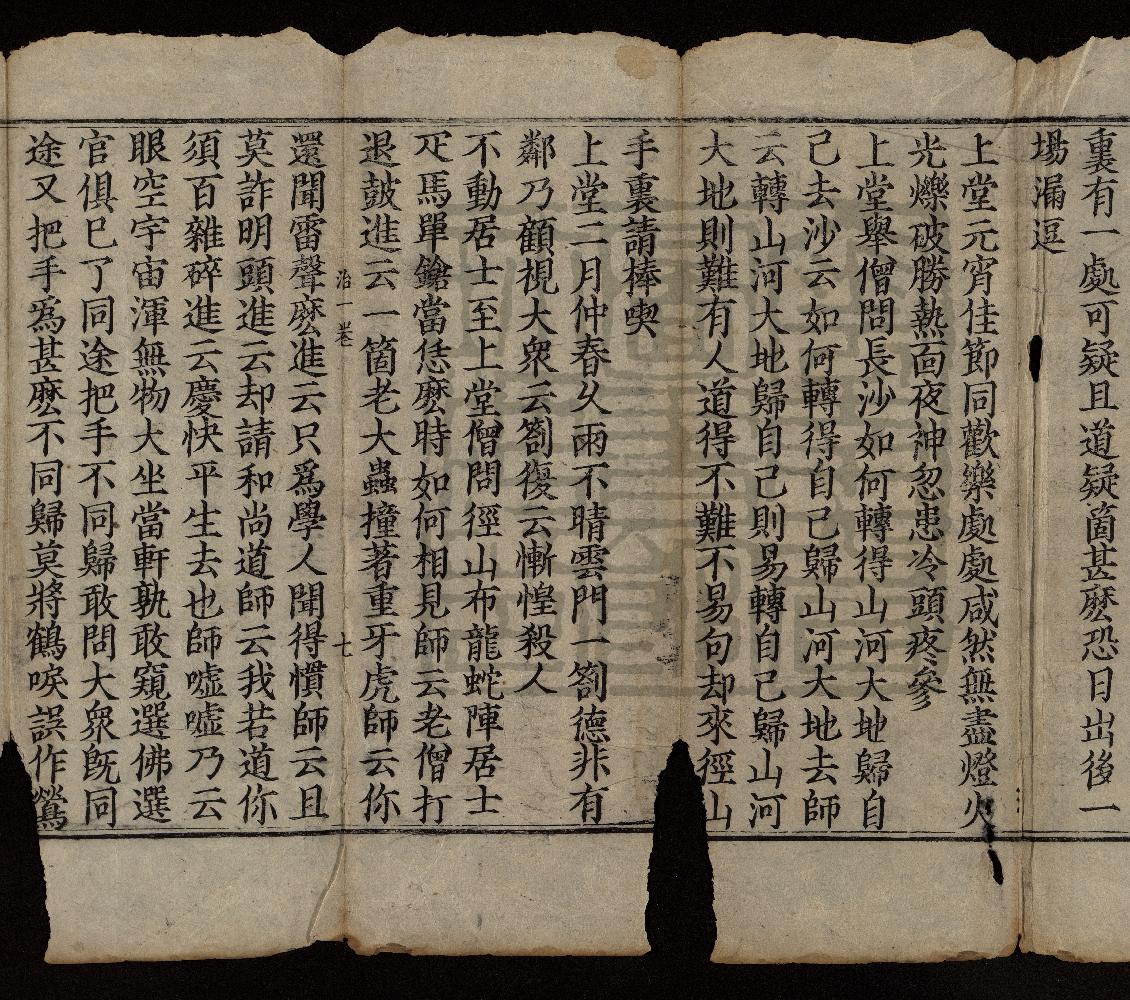 裏有一處可疑且道疑箇甚麽恐日出後一
場漏逗
上堂元宵佳節同歡樂處處咸然無盡燈火
光爍破勝熱面夜神忽患冷頭疼參
上堂舉僧問長沙如何轉得山河大地歸自
己去沙云如何轉得自己歸山河大地去師
云轉山河大地歸自己則易轉自己歸山河
大地則難有人道得不難不易句却來徑山
手裏請棒喫
上堂二月仲春久雨不晴雲門一劄德非有
鄰乃顧視大衆云劄復云慚惶殺人
不動居士至上堂僧問徑山布龍蛇陣居士
疋馬單鎗當恁麽時如何相見師云老僧打
退鼓進云一箇老大蟲撞著重牙虎師云你
沿一卷 七
還聞雷聲麽進云只爲學人聞得慣師云且
莫詐明頭進云却請和尚道師云我若道你
須百雜碎進云慶快平生去也師噓噓乃云
眼空宇宙渾無物大坐當軒孰敢窺選佛選
官俱已了同途把手不同歸敢問大衆既同
途又把手爲甚麽不同歸莫將鶴唳誤作鶯